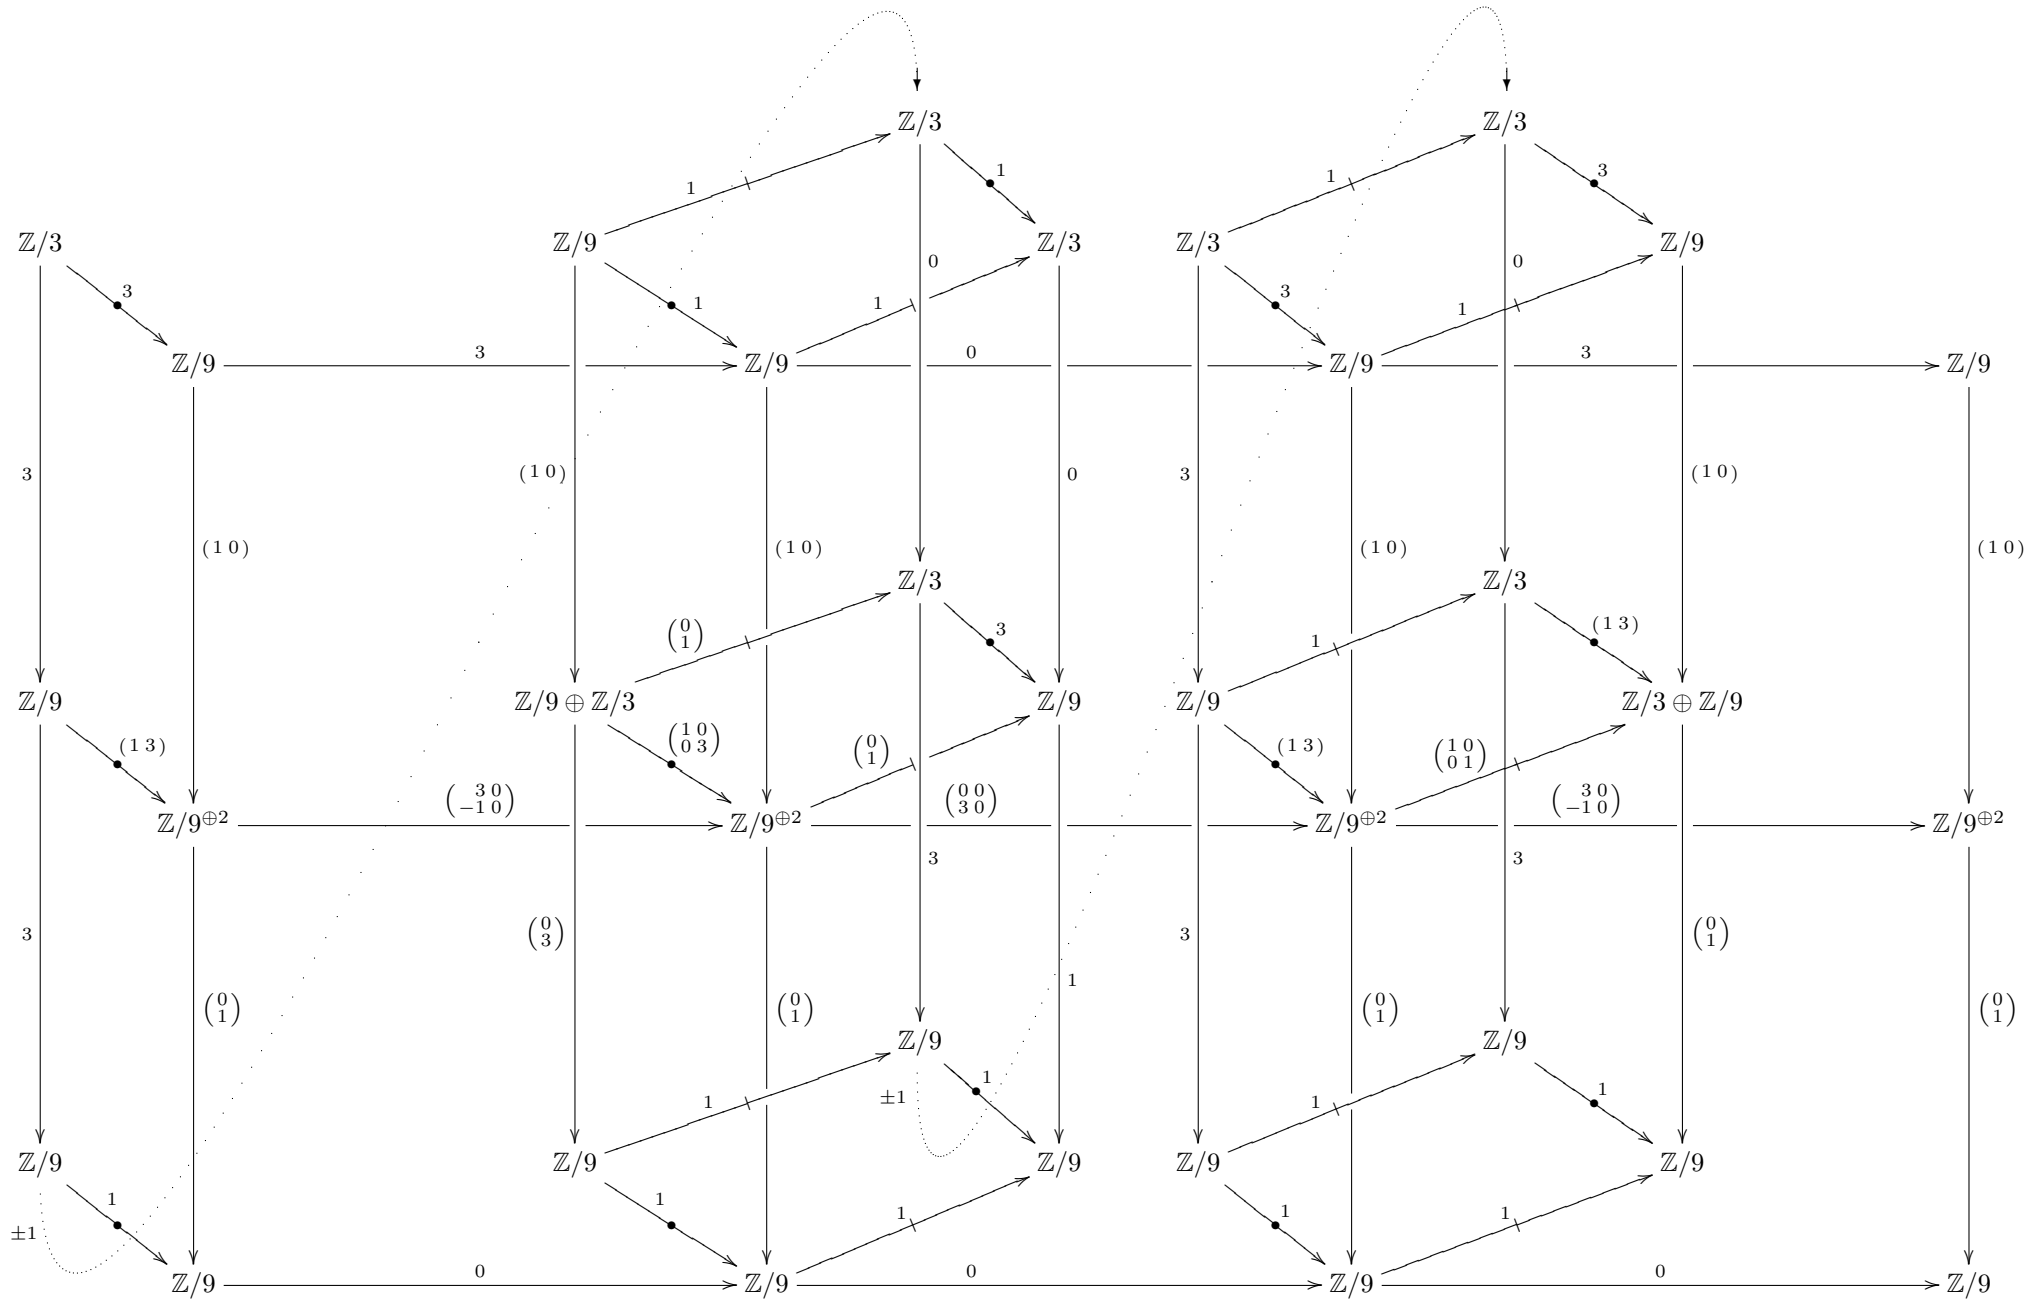 ℤ/3 ℤ/3
1 1 1 3
ℤ/3 ℤ/9 ℤ/3 ℤ/3 ℤ/9
0 0
3 1 1 3 1
ℤ/9 3 ℤ/9 0 ℤ/9 3 ℤ/9
3 (1 0) 0 3 (1 0)
(1 0) (1 0) (1 0) (1 0)
ℤ/3 ℤ/3
(0 1) 3 1 (1 3)
ℤ/9 ℤ/9 ⊕ ℤ/3 ℤ/9 ℤ/9 ℤ/3 ⊕ ℤ/9
(1 3) (1 0 0 3) (0 1) (1 3) (1 0 0 1)
(3 0 −1 0) (0 0 3 0) (3 0 −1 0)
ℤ/9⊕2 ℤ/9⊕2 ℤ/9⊕2 ℤ/9⊕2
3 3
3 (0 3) 3 (0 1)
1
(0 1) (0 1) (0 1) (0 1)
ℤ/9 ℤ/9
1 ±1 1 1 1
ℤ/9 ℤ/9 ℤ/9 ℤ/9 ℤ/9
±1 1 1 1 1 1
ℤ/9 0 ℤ/9 0 ℤ/9 0 ℤ/9